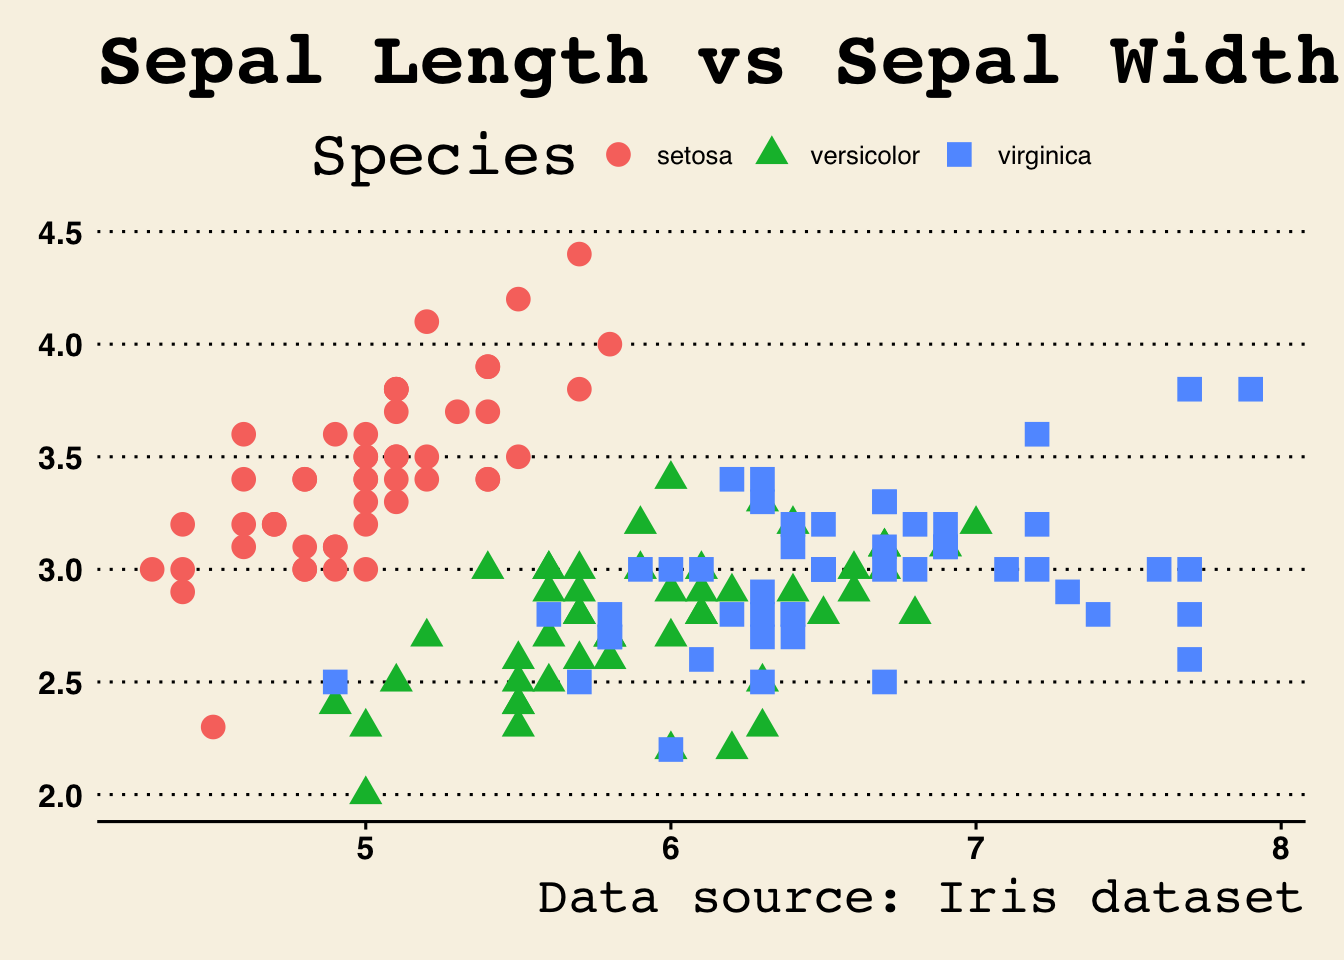 Sepal Length vs Sepal Width
Species setosa versicolor virginica
4.5
4.0
3.5
3.0
2.5
2.0
5 6 7 8
Data source: Iris dataset